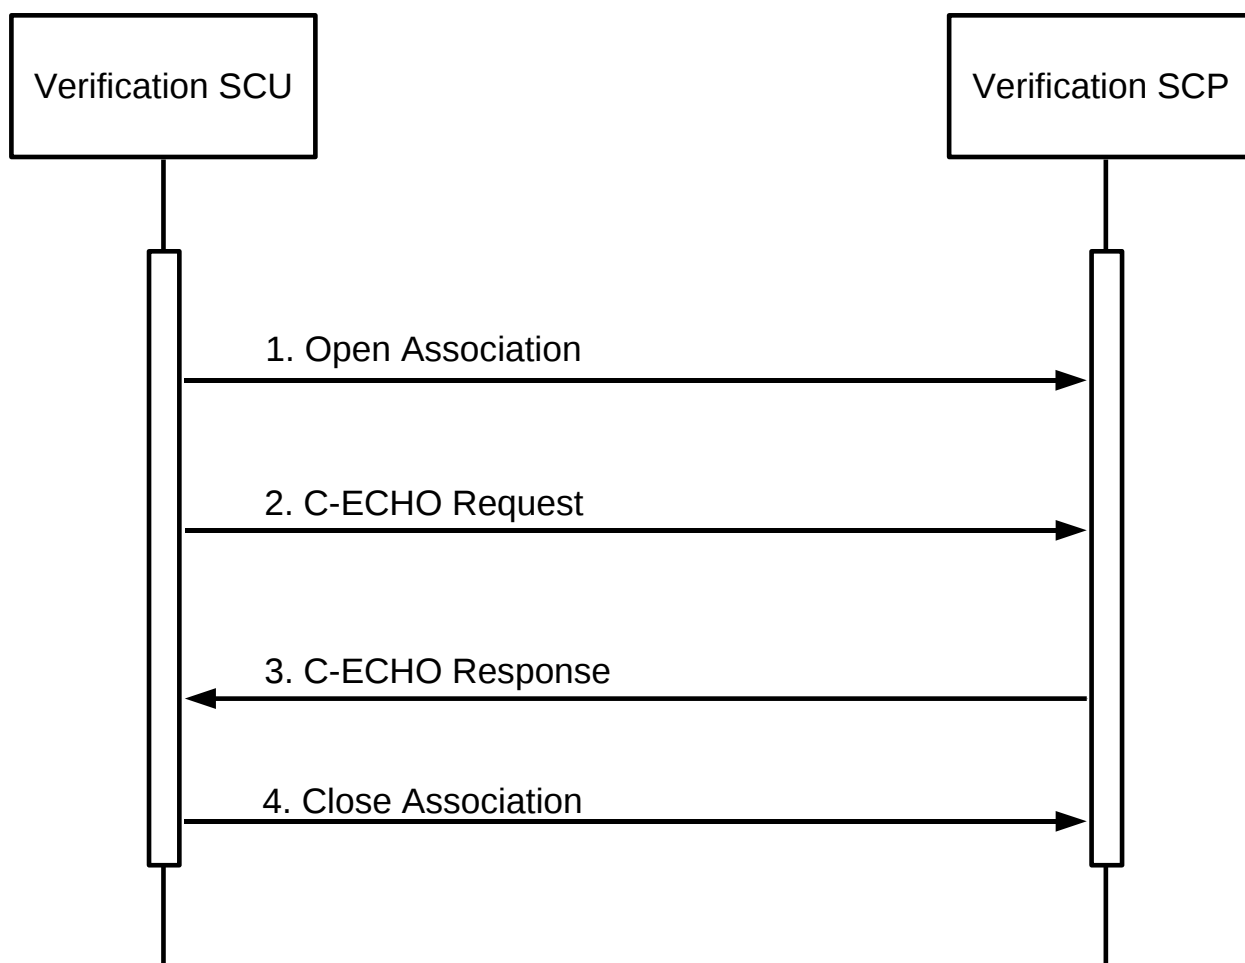 Verification SCU
Verification SCP
1. Open Association
2. C-ECHO Request
3. C-ECHO Response
4. Close Association